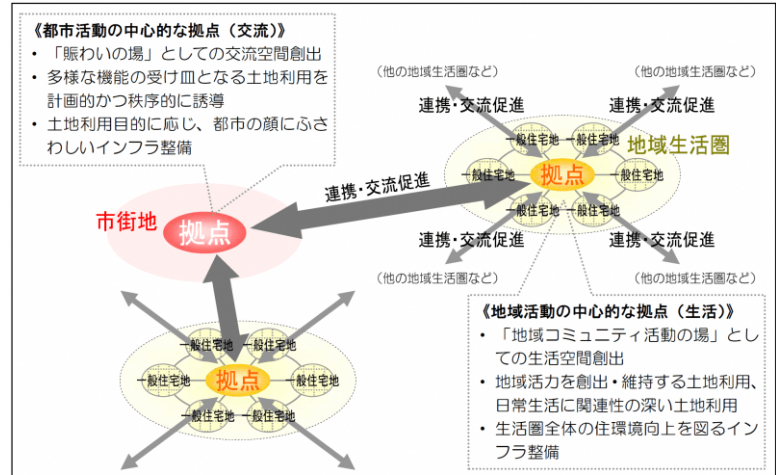 《都市活動の中心的な拠点（交流）》
・「賑わいの場」としての交流空間創出
・多様な機能の受け皿となる土地利用を
計画的かつ秩序的に誘導
・土地利用目的に応じ、都市の顔にふさ
わしいインフラ整備
（他の地域生活圏など）
（他の地域生活圏など）
連携・交流促進
連携・交流促進
一般住宅地
一般住宅地
地域生活圏
一般住宅地
拠点
一般住宅地
一般住宅地
一般住宅地
連携・交流促進
市街地
拠点
連携・交流促進
連携・交流促進
（他の地域生活圏など）
（他の地域生活圏など）
《地域活動の中心的な拠点（生活）》
・「地域コミュニティ活動の場」とし
ての生活空間創出
・地域活力を創出・維持する土地利用、
日常生活に関連性の深い土地利用
・生活圏全体の住環境向上を図るイン
フラ整備
一般住宅地
一般住宅地
一般住宅地
拠点
一般住宅地
一般住宅地
一般住宅地